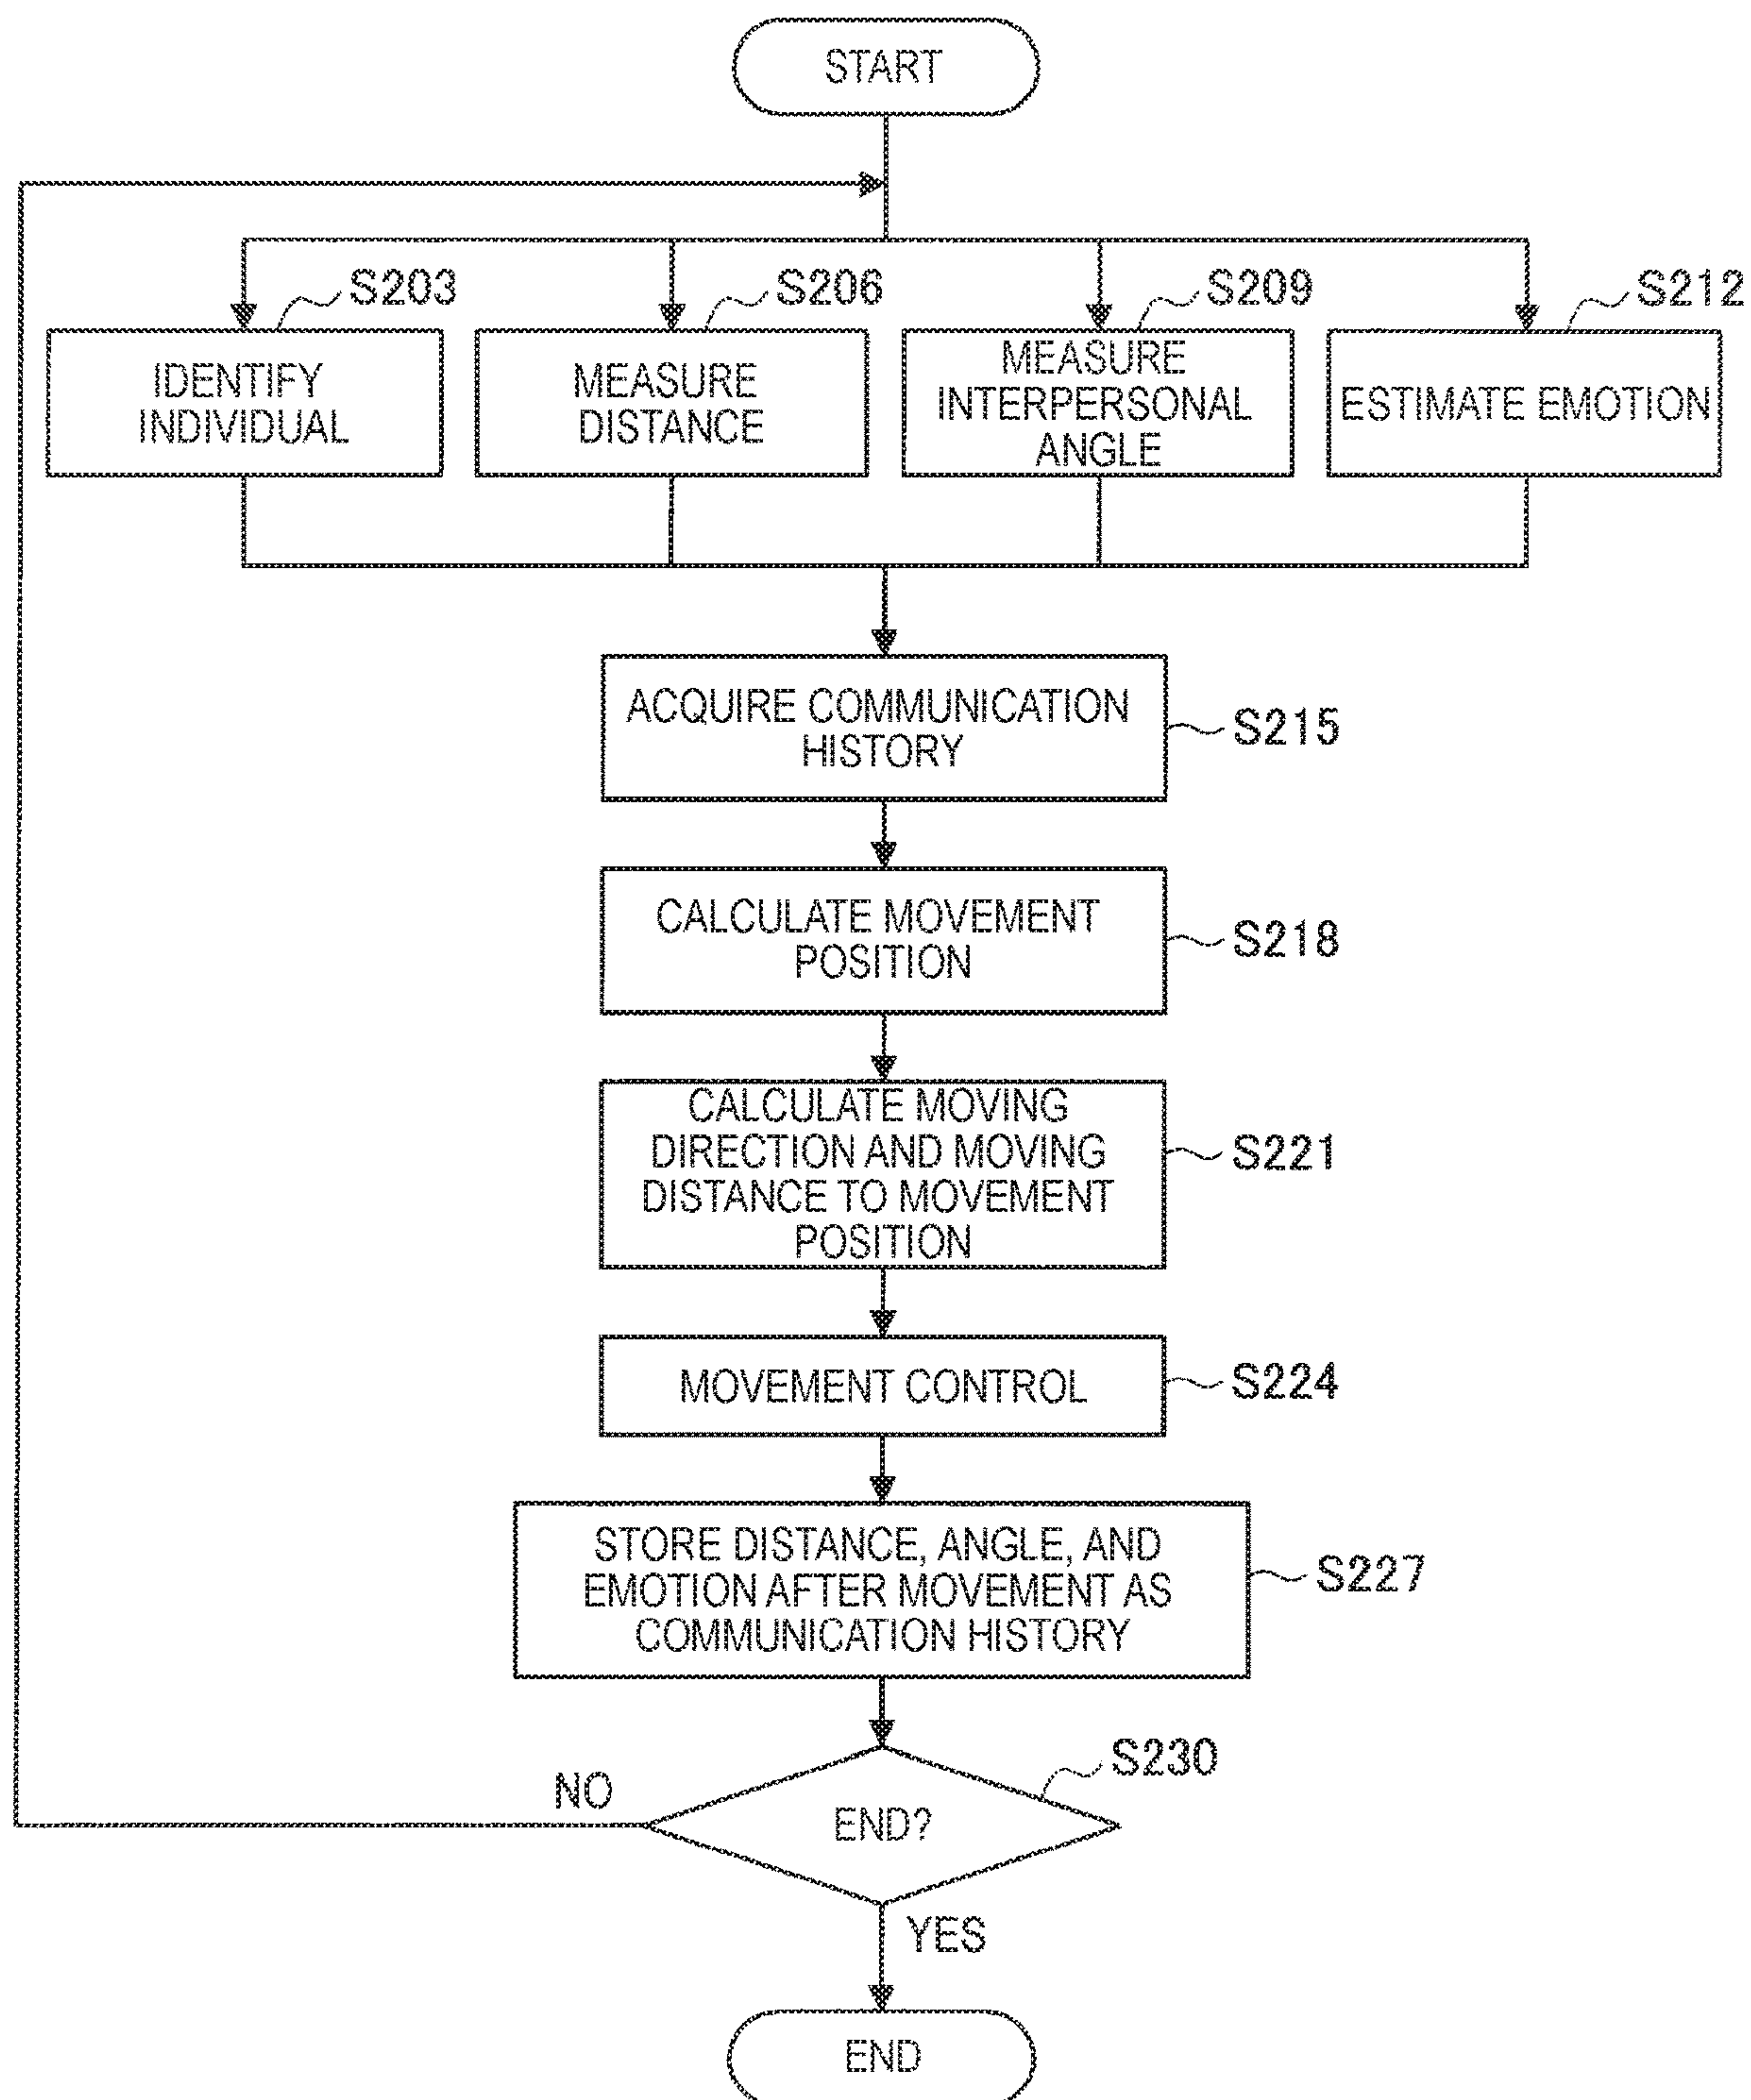 START
S203
S206
S209
S212
IDENTIFY
INDIVIDUAL
MEASURE
DISTANCE
MEASURE
INTERPERSONAL
ANGLE
ESTIMATE EMOTION
ACQUIRE COMMUNICATION
HISTORY
S215
CALCULATE MOVEMENT
POSITION
S218
CALCULATE MOVING
DIRECTION AND MOVING
DISTANCE TO MOVEMENT
POSITION
S221
MOVEMENT CONTROL
S224
STORE DISTANCE, ANGLE, AND
EMOTION AFTER MOVEMENT AS
COMMUNICATION HISTORY
S227
S230
NO
END?
YES
END